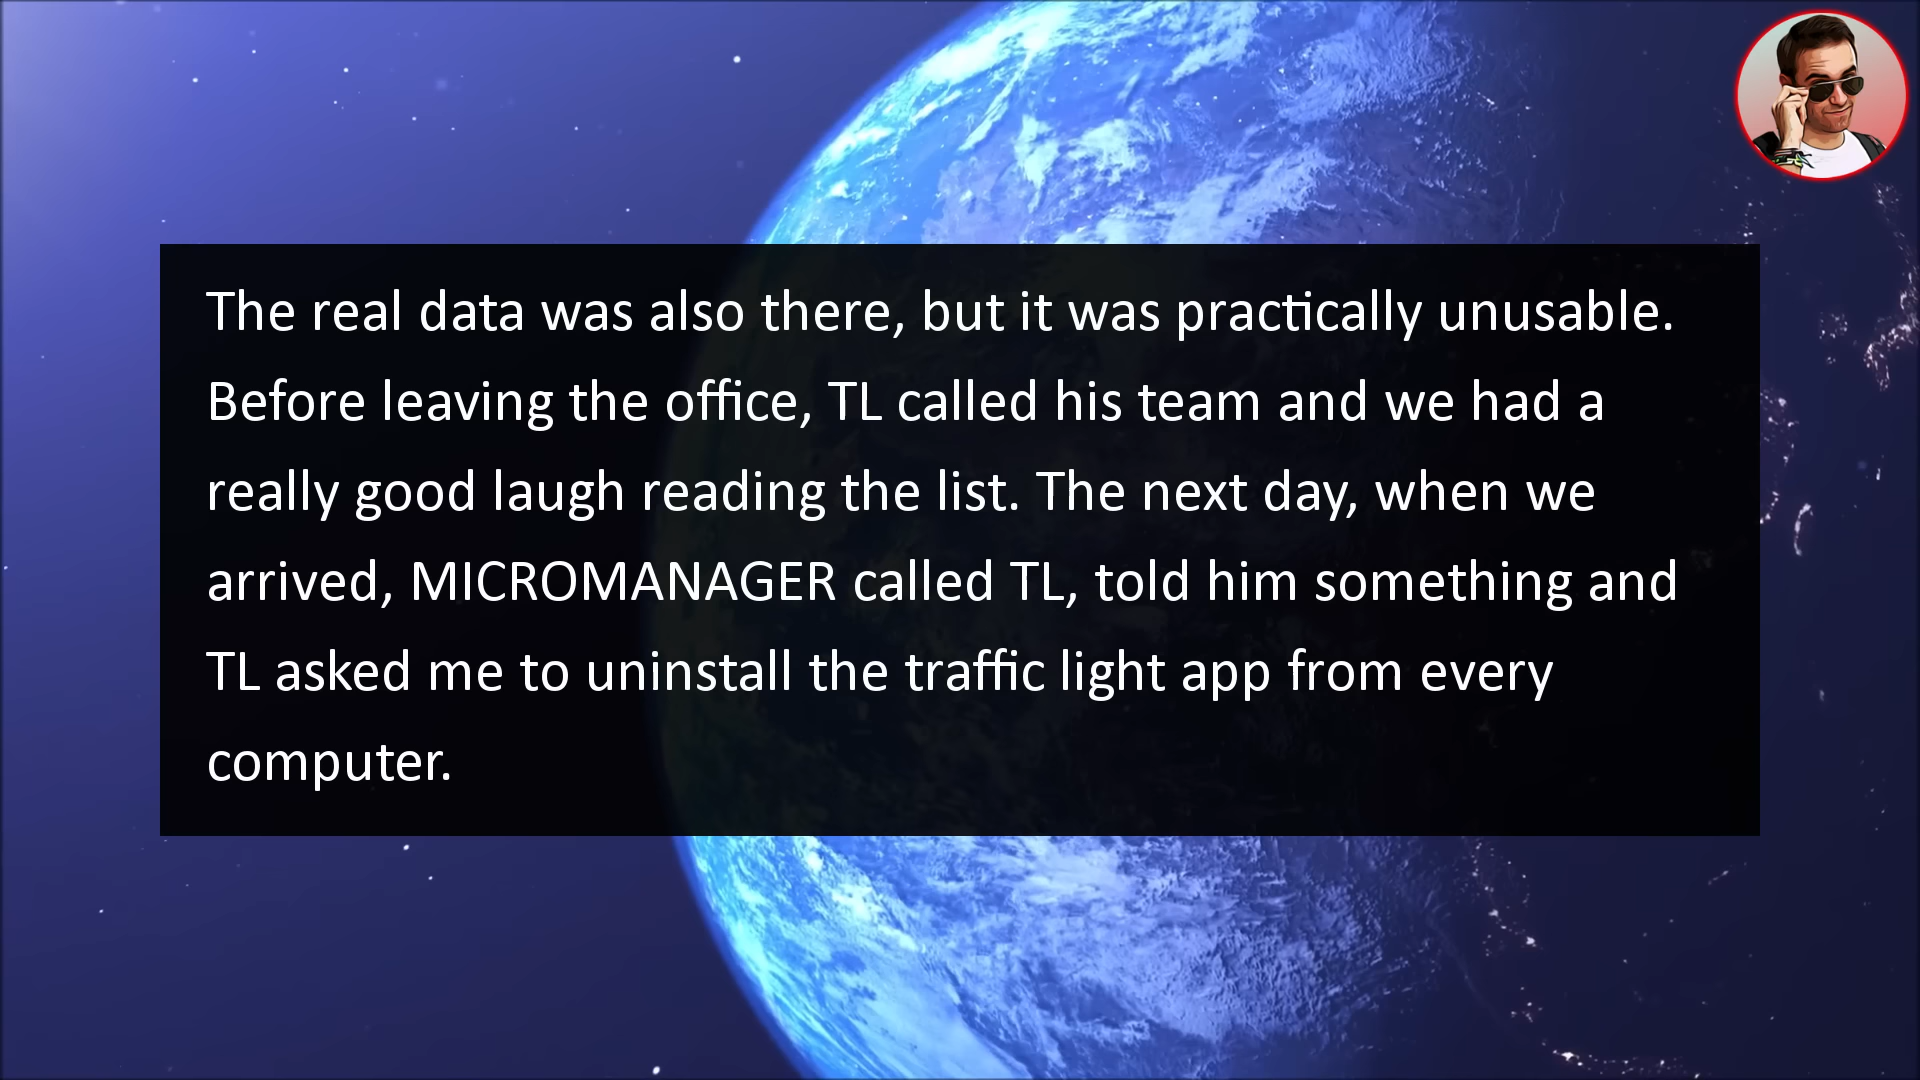 The real data was also there, but it was practically unusable.
Before leaving the office, TL called his team and we had a
really good laugh reading the list. The next day, when we
arrived, MICROMANAGER called TL, told him something and
TL asked me to uninstall the traffic light app from every
computer.